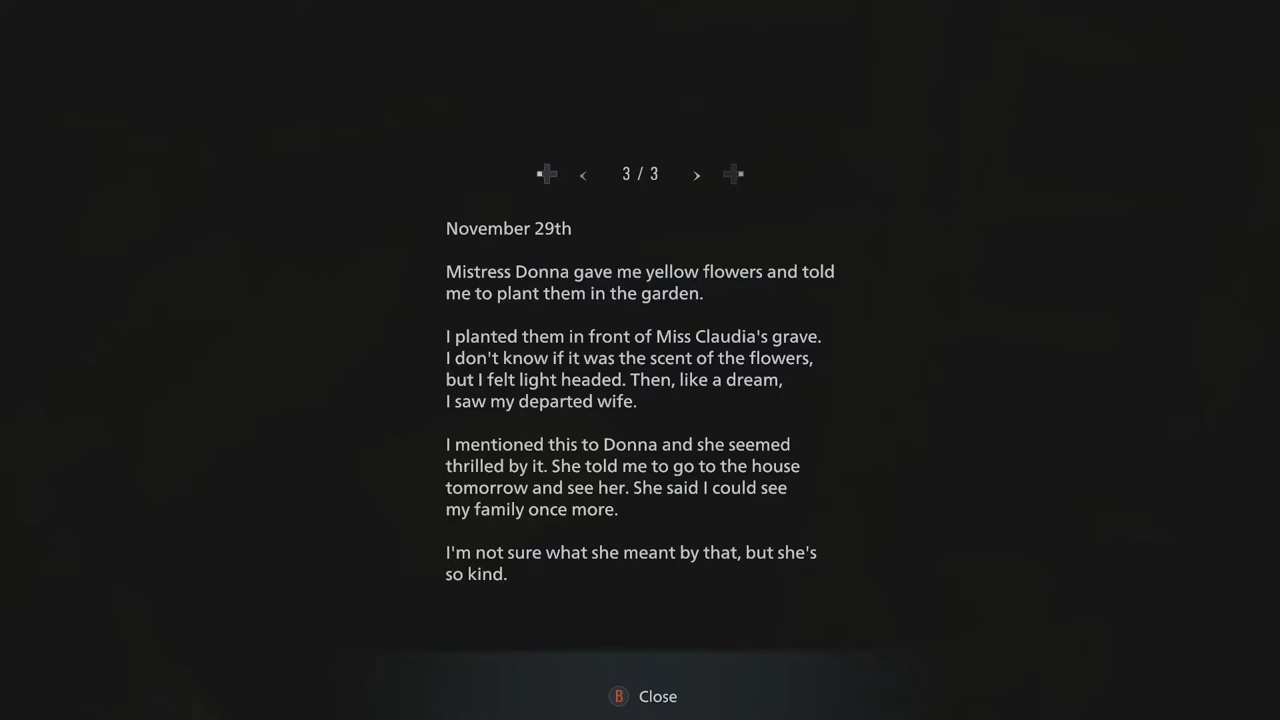 < 3 / 3 >
November 29th
Mistress Donna gave me yellow flowers and told
me to plant them in the garden.
I planted them in front of Miss Claudia's grave.
I don't know if it was the scent of the flowers,
but I felt light headed. Then, like a dream,
I saw my departed wife.
I mentioned this to Donna and she seemed
thrilled by it. She told me to go to the house
tomorrow and see her. She said I could see
my family once more.
I'm not sure what she meant by that, but she's
so kind.
B Close